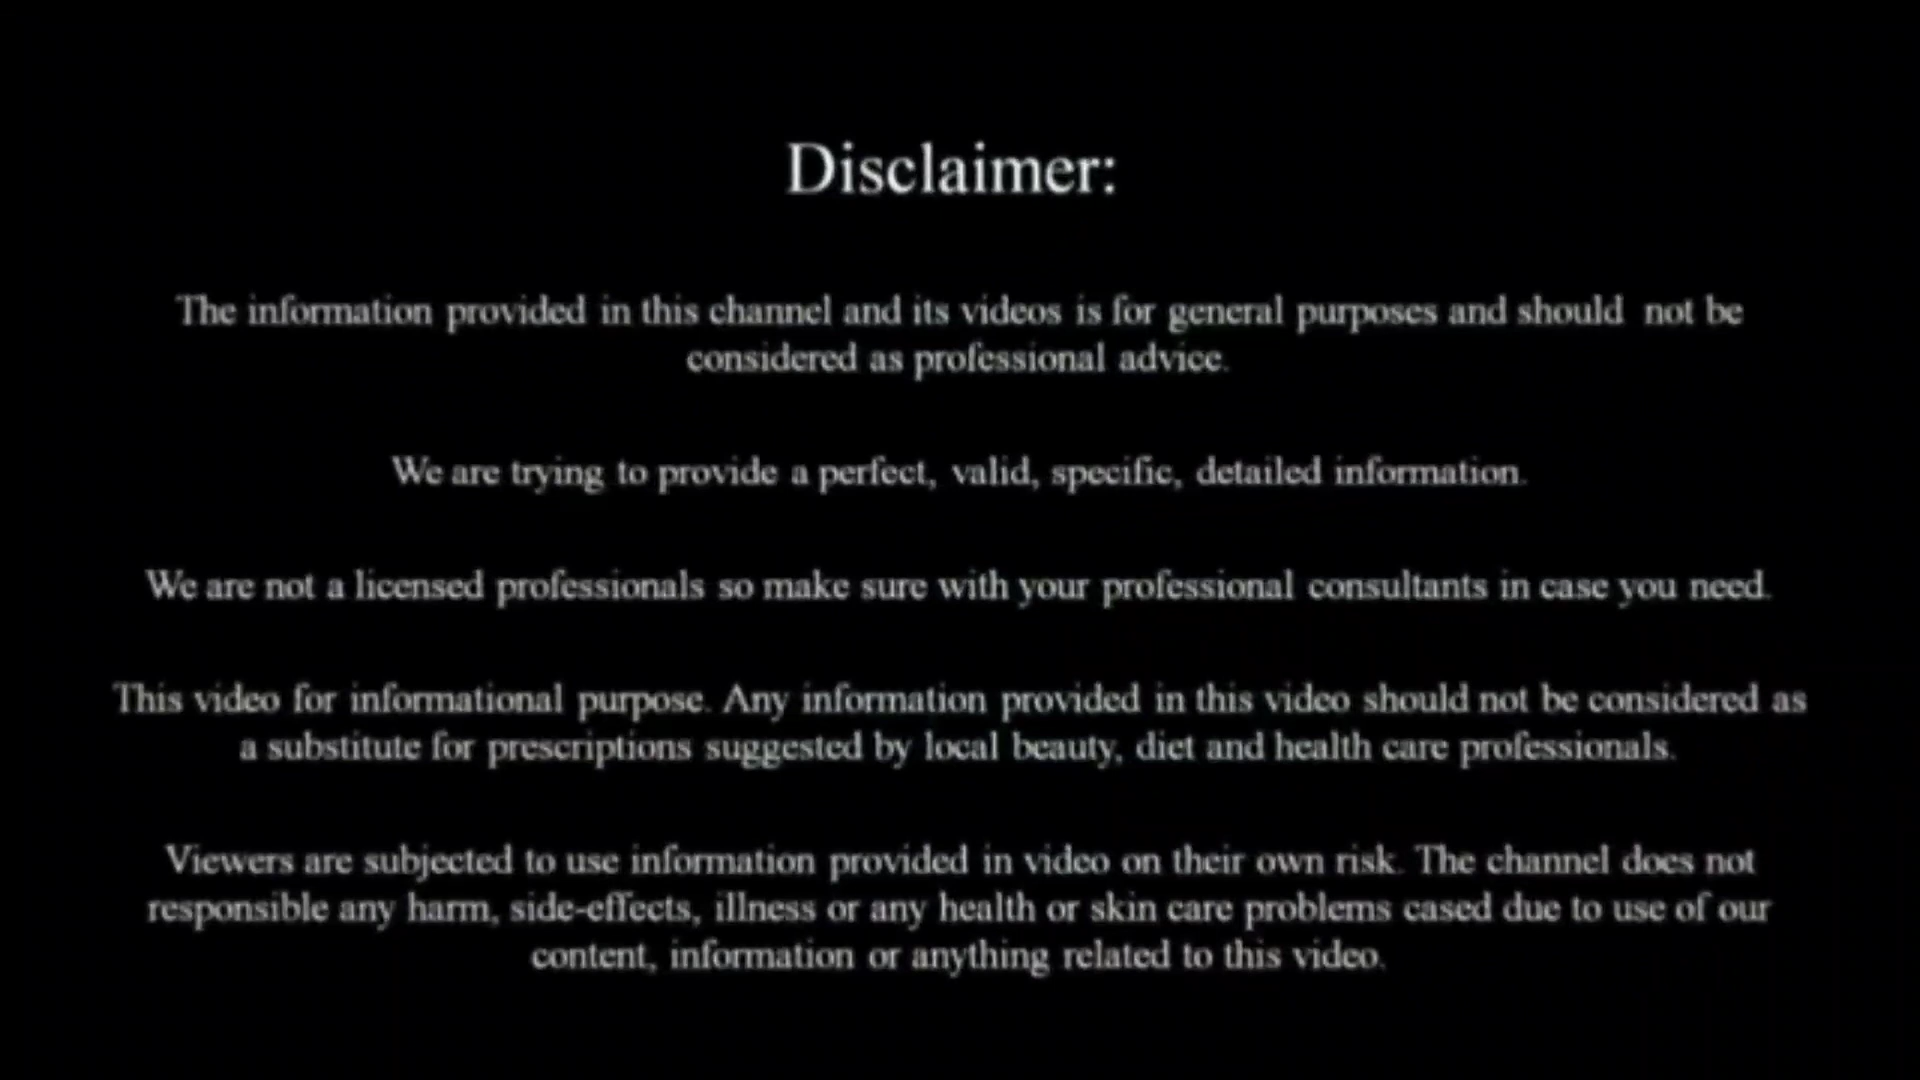 Disclaimer:
The information provided in this channel and its videos is for general purposes and should not be
considered as professional advice.
We are trying to provide a perfect, valid, specific, detailed information.
We are not a licensed professionals so make sure with your professional consultants in case you need.
This video for informational purpose. Any information provided in this video should not be considered as
a substitute for prescriptions suggested by local beauty, diet and health care professionals.
Viewers are subjected to use information provided in video on their own risk. The channel does not
responsible any harm, side-effects, illness or any health or skin care problems cased due to use of our
content, information or anything related to this video.